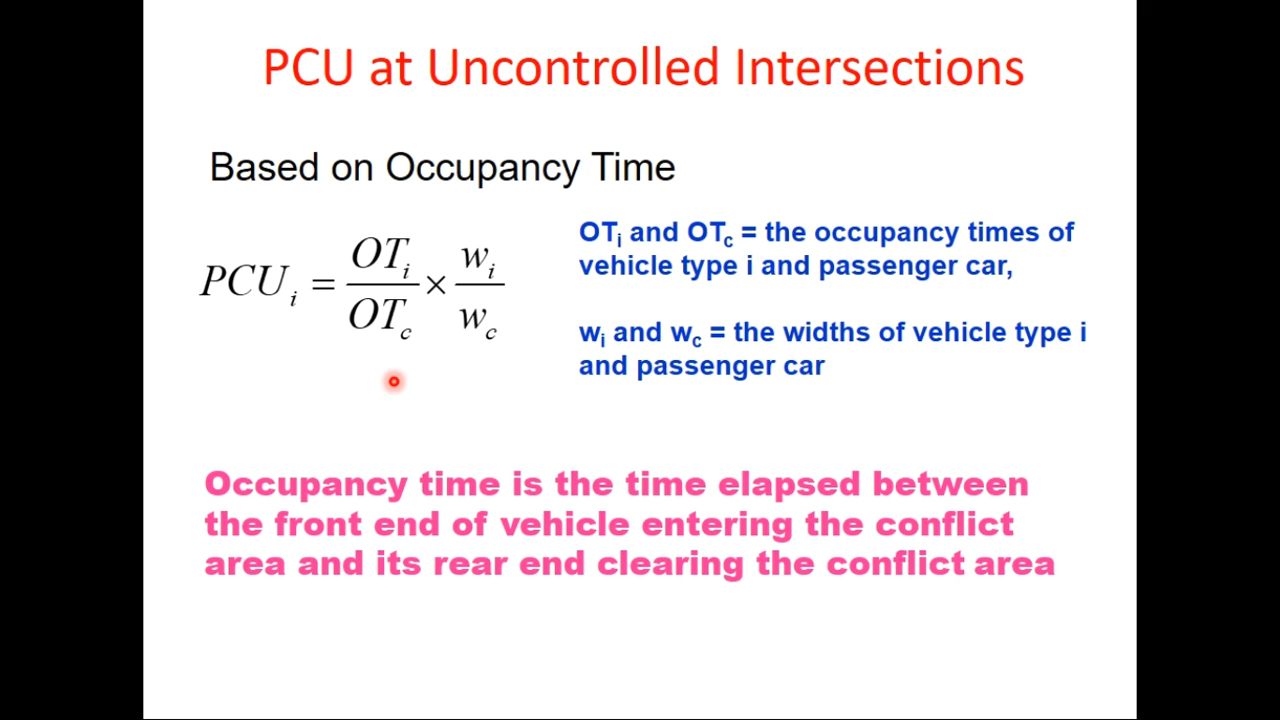 PCU at Uncontrolled Intersections
Based on Occupancy Time
PCU_i = \frac{OT_i}{OT_c} × \frac{w_i}{w_c}
OT_i and OT_c = the occupancy times of
vehicle type i and passenger car,
w_i and w_c = the widths of vehicle type i
and passenger car
Occupancy time is the time elapsed between
the front end of vehicle entering the conflict
area and its rear end clearing the conflict area